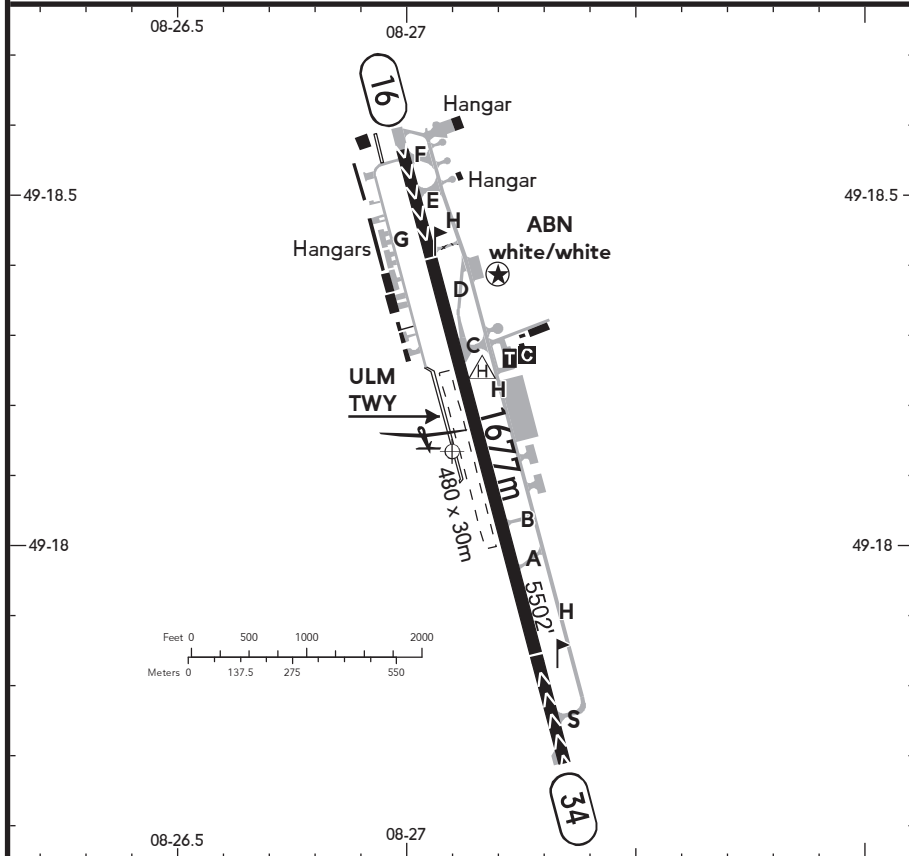 08-26.5
08-27
16
Hangar
F
49-18.5
49-18.5
Hangar
E
H
ABN
white/white
G
Hangars
D
C
T C
H
H
ULM
TWY
1677m
480 x 30m
B
49-18
49-18
A
5502'
H
Feet 0 500 1000 2000
Meters 0 137.5 275 550
S
34
08-26.5
08-27